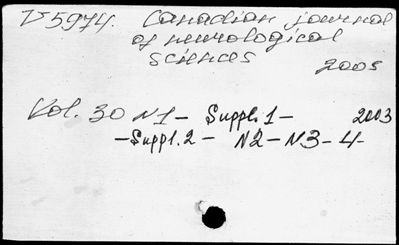 V5974. Canadian journal
of neurological
sciences 2005
Vol. 30 N1 - Suppl. 1 - 2003
- Suppl. 2 - N2 - N3 - 4 -